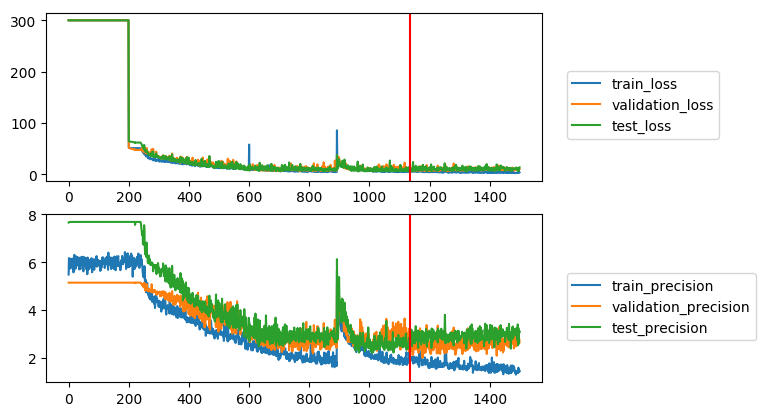 300
200
100
0
0 200 400 600 800 1000 1200 1400
train_loss
validation_loss
test_loss
8
6
4
2
0 200 400 600 800 1000 1200 1400
train_precision
validation_precision
test_precision